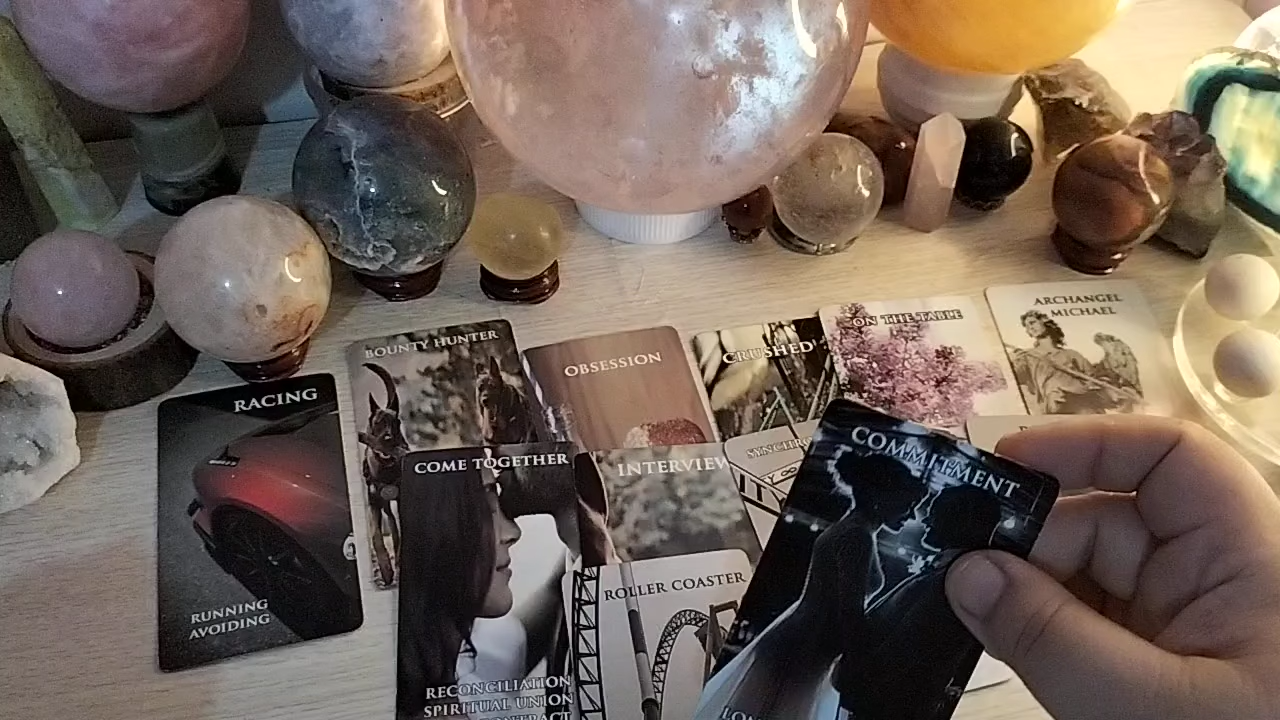 RACING
RUNNING
AVOIDING
BOUNTY HUNTER
OBSESSION
CRUSHED
ON THE TABLE
ARCHANGEL
MICHAEL
COME TOGETHER
RECONCILIATION
SPIRITUAL UNION
INTERVIEW
ROLLER COASTER
COMMITMENT